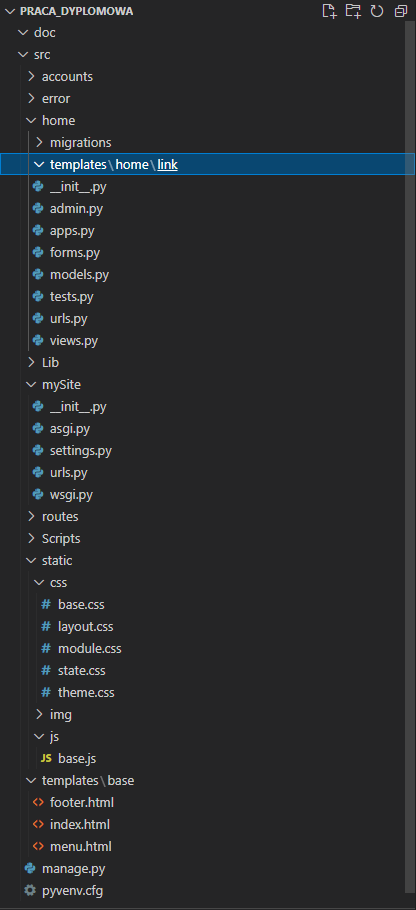 PRACA_DYPLOMOWA
doc
src
accounts
error
home
migrations
templates\home\link
__init__.py
admin.py
apps.py
forms.py
models.py
tests.py
urls.py
views.py
Lib
mySite
__init__.py
asgi.py
settings.py
urls.py
wsgi.py
routes
Scripts
static
css
# base.css
# layout.css
# module.css
# state.css
# theme.css
img
js
JS base.js
templates\base
<> footer.html
<> index.html
<> menu.html
manage.py
pyvenv.cfg